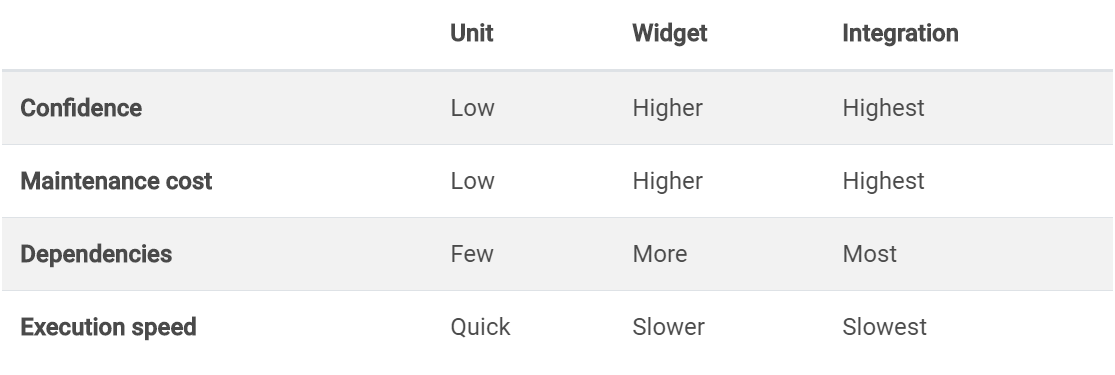 Unit Widget Integration
Confidence Low Higher Highest
Maintenance cost Low Higher Highest
Dependencies Few More Most
Execution speed Quick Slower Slowest